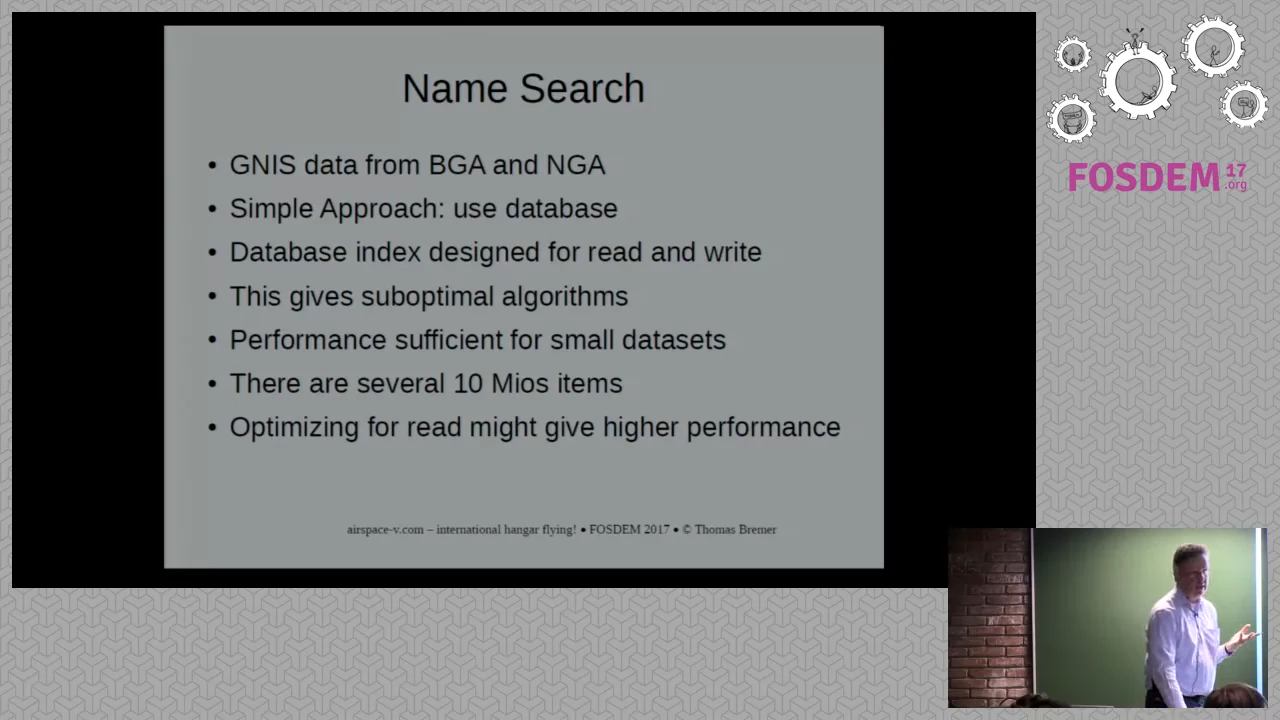 Name Search
• GNIS data from BGA and NGA
• Simple Approach: use database
• Database index designed for read and write
• This gives suboptimal algorithms
• Performance sufficient for small datasets
• There are several 10 Mios items
• Optimizing for read might give higher performance
airspace-v.com – international hangar flying! • FOSDEM 2017 • © Thomas Bremer
FOSDEM 17
.org